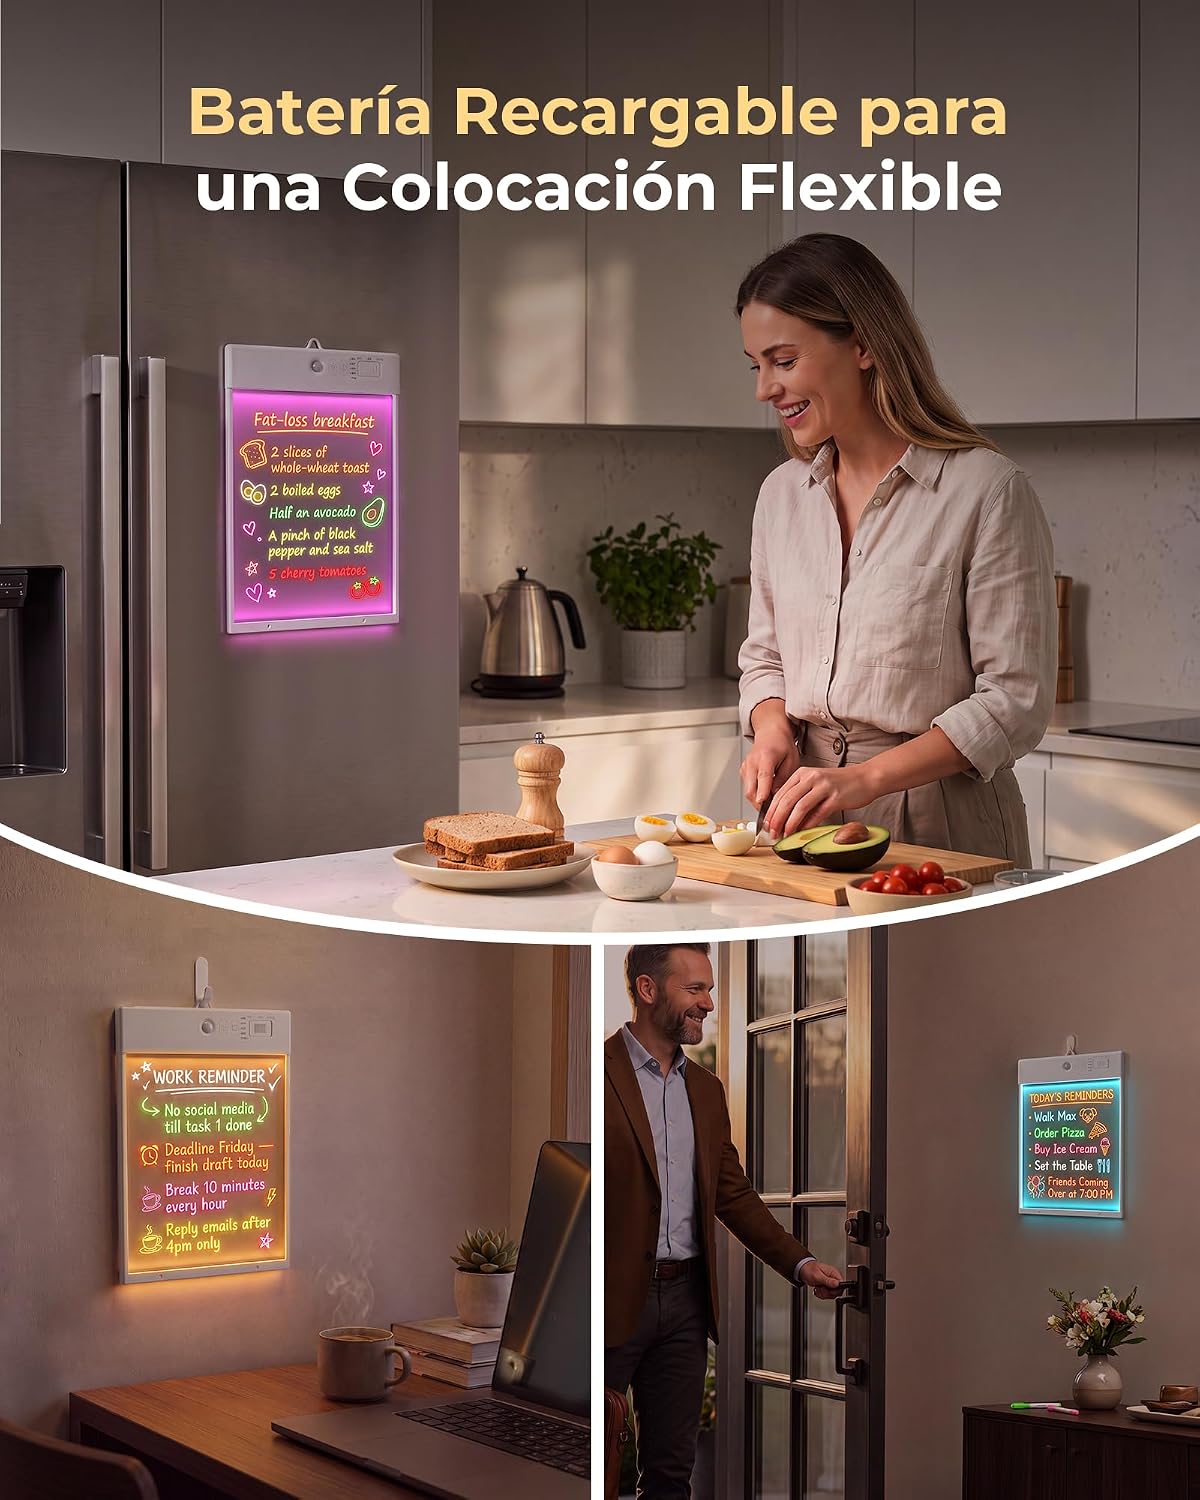 Batería Recargable para
una Colocación Flexible
Fat-loss breakfast
2 slices of
whole-wheat toast
2 boiled eggs
Half an avocado
A pinch of black
pepper and sea salt
5 cherry tomatoes
WORK REMINDER
No social media
till task 1 done
Deadline Friday —
finish draft today
Break 10 minutes
every hour
Reply emails after
4pm only
TODAY'S REMINDERS
• Walk Max
• Order Pizza
• Buy Ice Cream
• Set the Table
Friends Coming
Over at 7:00 PM